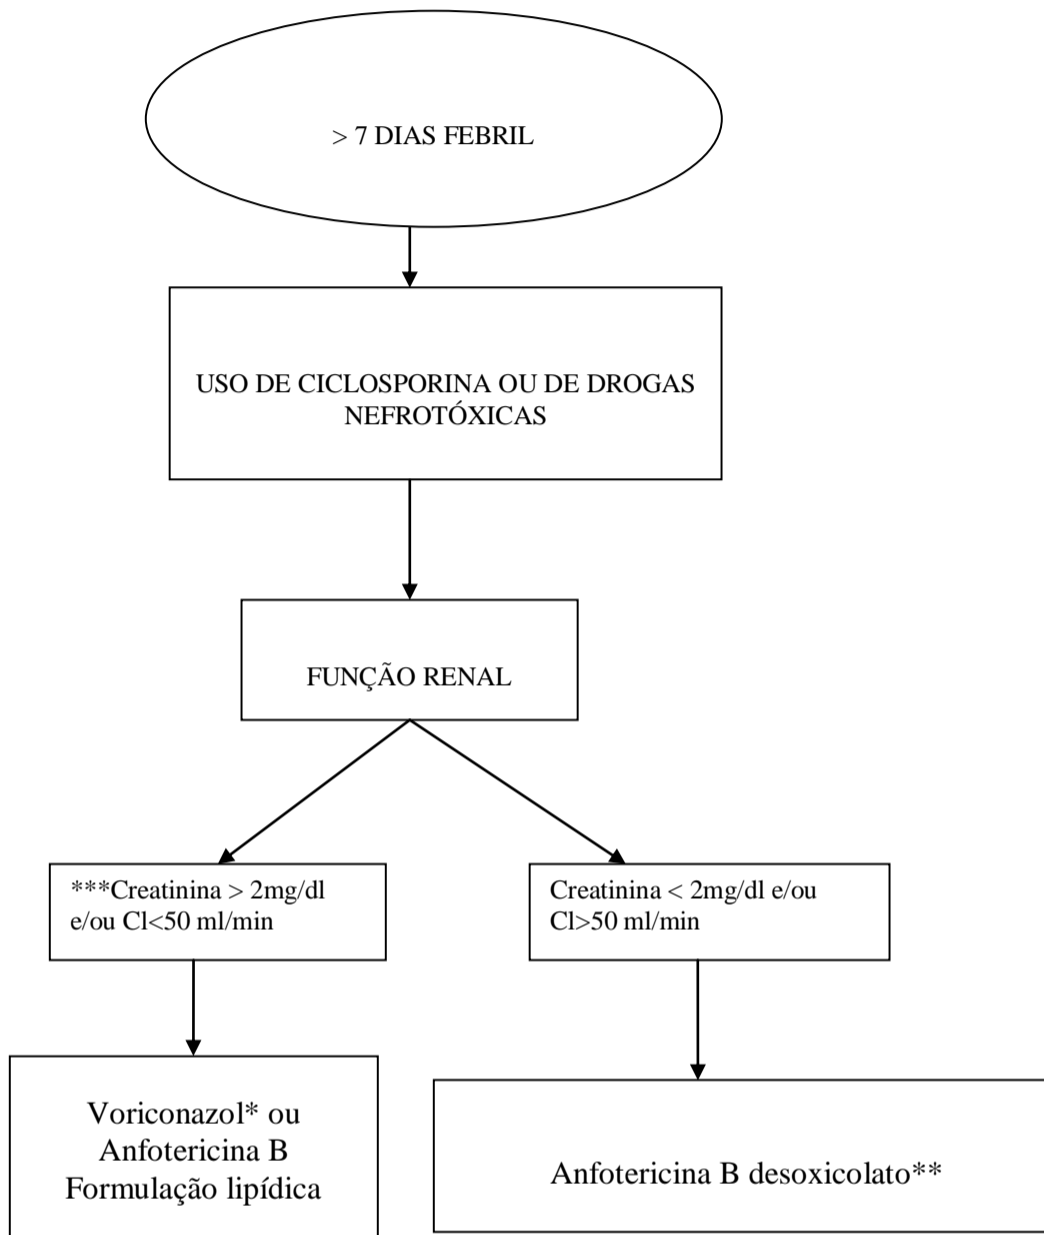 > 7 DIAS FEBRIL
USO DE CICLOSPORINA OU DE DROGAS
NEFROTÓXICAS
FUNÇÃO RENAL
***Creatinina > 2mg/dl
e/ou Cl<50 ml/min
Creatinina < 2mg/dl e/ou
Cl>50 ml/min
Voriconazol* ou
Anfotericina B
Formulação lipídica
Anfotericina B desoxicolato**